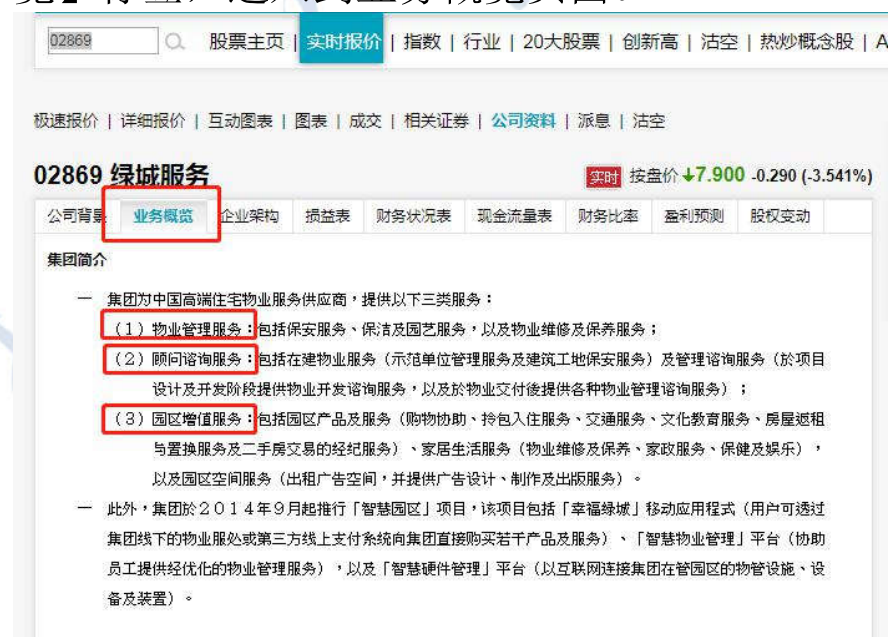 02869 股票主页 | 实时报价 | 指数 | 行业 | 20大股票 | 创新高 | 沽空 | 热炒概念股 | A
极速报价 | 详细报价 | 互动图表 | 图表 | 成交 | 相关证券 | 公司资料 | 派息 | 沽空
02869 绿城服务 实时 按盘价 ↓7.900 -0.290 (-3.541%)
公司背景 业务概览 企业架构 损益表 财务状况表 现金流量表 财务比率 盈利预测 股权变动
集团简介
— 集团为中国高端住宅物业服务供应商，提供以下三类服务：
（1）物业管理服务：包括保安服务、保洁及园艺服务，以及物业维修及保养服务；
（2）顾问谘询服务：包括在建物业服务（示范单位管理服务及建筑工地保安服务）及管理谘询服务（於项目
设计及开发阶段提供物业开发谘询服务，以及於物业交付後提供各种物业管理谘询服务）；
（3）园区增值服务：包括园区产品及服务（购物协助、拎包入住服务、交通服务、文化教育服务、房屋返租
与置换服务及二手房交易的经纪服务）、家居生活服务（物业维修及保养、家政服务、保健及娱乐），
以及园区空间服务（出租广告空间，并提供广告设计、制作及出版服务）。
— 此外，集团於２０１４年９月起推行「智慧园区」项目，该项目包括「幸福绿城」移动应用程式（用户可透过
集团线下的物业服处或第三方线上支付系统向集团直接购买若干产品及服务）、「智慧物业管理」平台（协助
员工提供经优化的物业管理服务），以及「智慧硬件管理」平台（以互联网连接集团在管园区的物管设施、设
备及装置）。